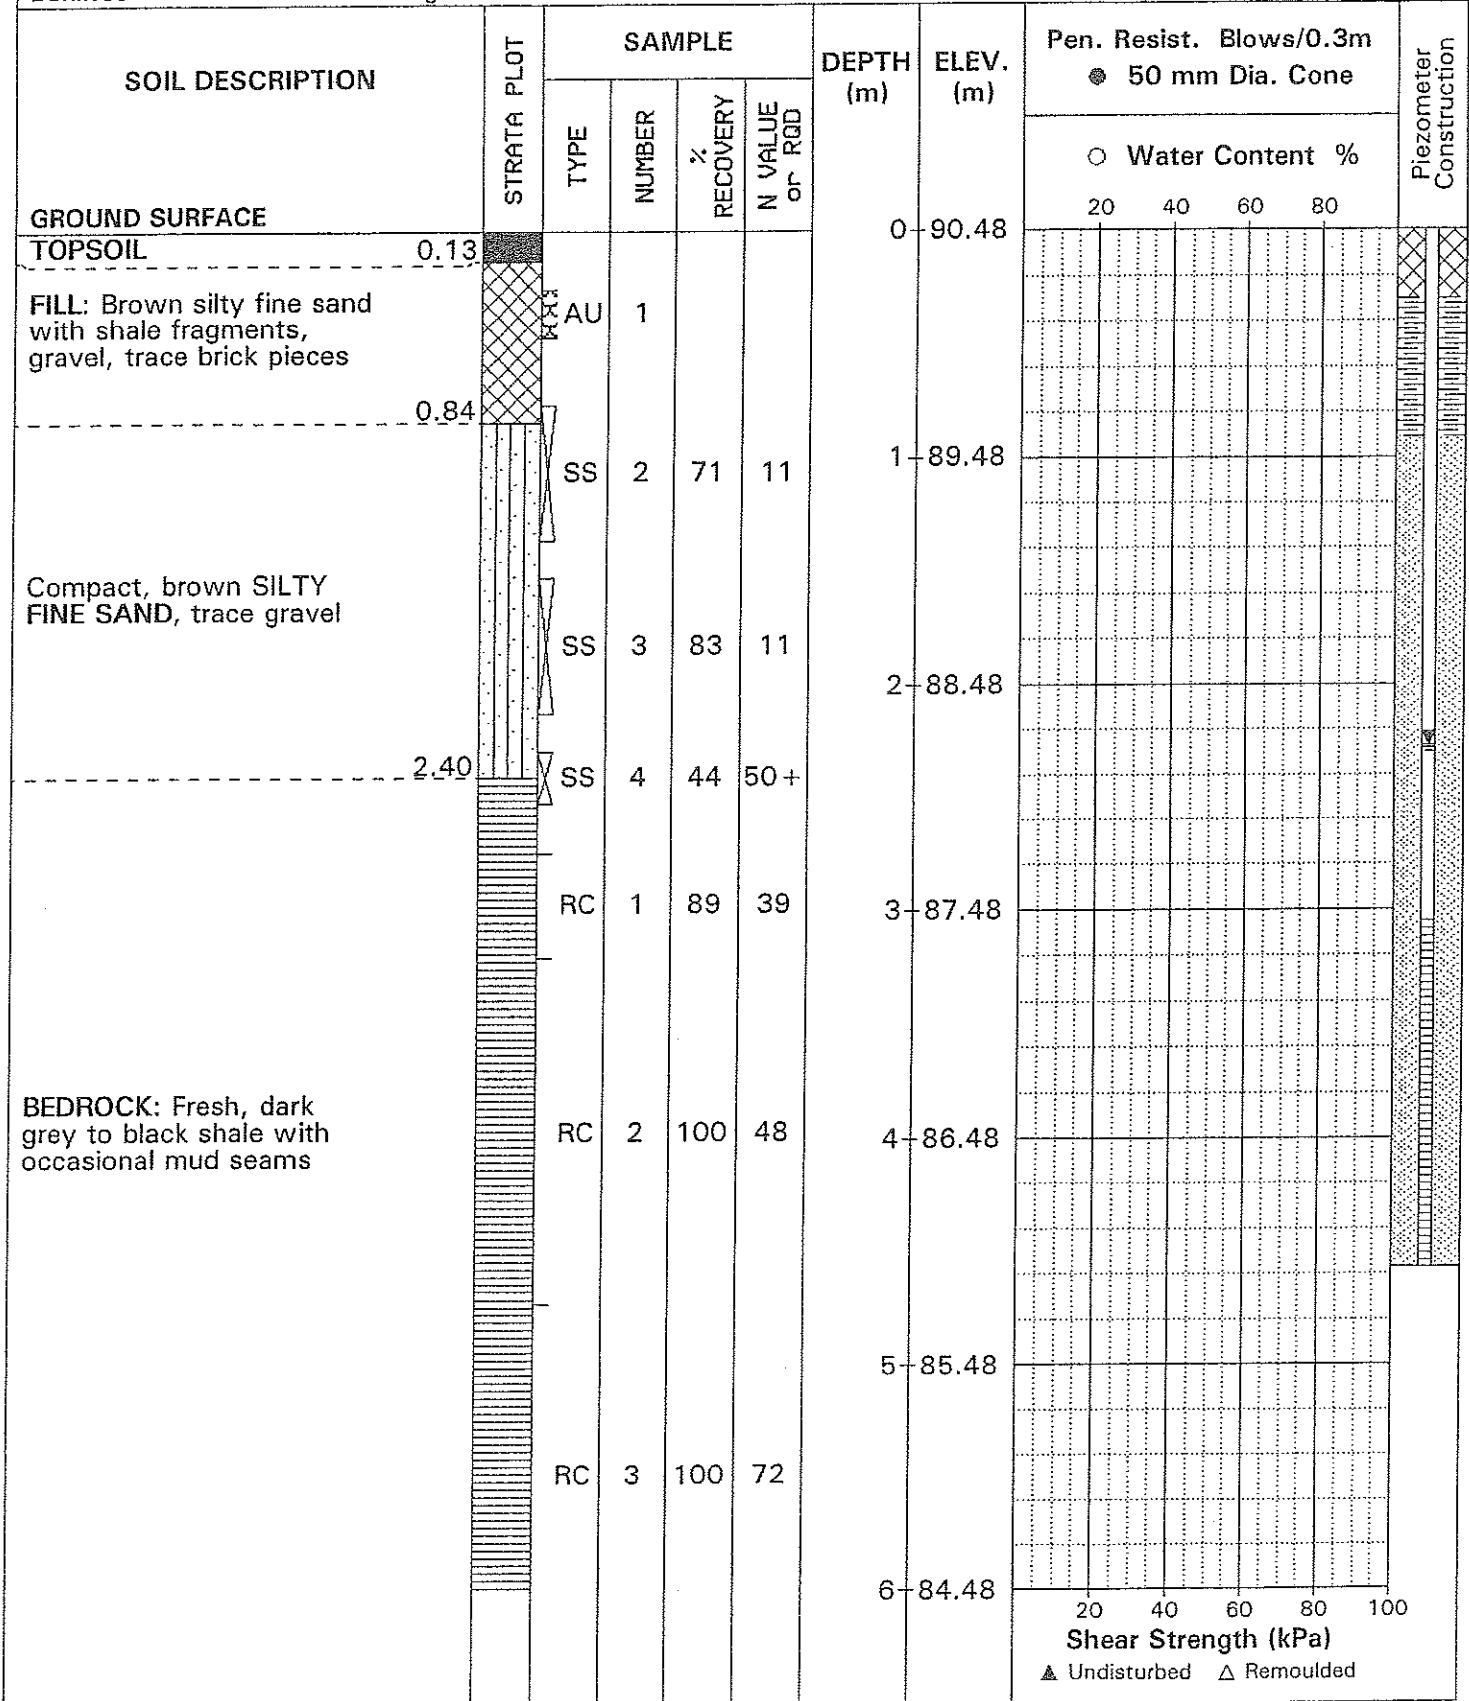 SOIL DESCRIPTION
STRATA PLOT
SAMPLE
TYPE
NUMBER
% RECOVERY
N VALUE or RQD
DEPTH (m)
ELEV. (m)
Pen. Resist. Blows/0.3m
● 50 mm Dia. Cone
○ Water Content %
20 40 60 80
Piezometer Construction
GROUND SURFACE
0 90.48
TOPSOIL 0.13
FILL: Brown silty fine sand
with shale fragments,
gravel, trace brick pieces
AU 1
0.84
1 89.48
SS 2 71 11
Compact, brown SILTY
FINE SAND, trace gravel
SS 3 83 11
2 88.48
2.40
SS 4 44 50+
RC 1 89 39
3 87.48
BEDROCK: Fresh, dark
grey to black shale with
occasional mud seams
RC 2 100 48
4 86.48
5 85.48
RC 3 100 72
6 84.48
20 40 60 80 100
Shear Strength (kPa)
▲ Undisturbed △ Remoulded